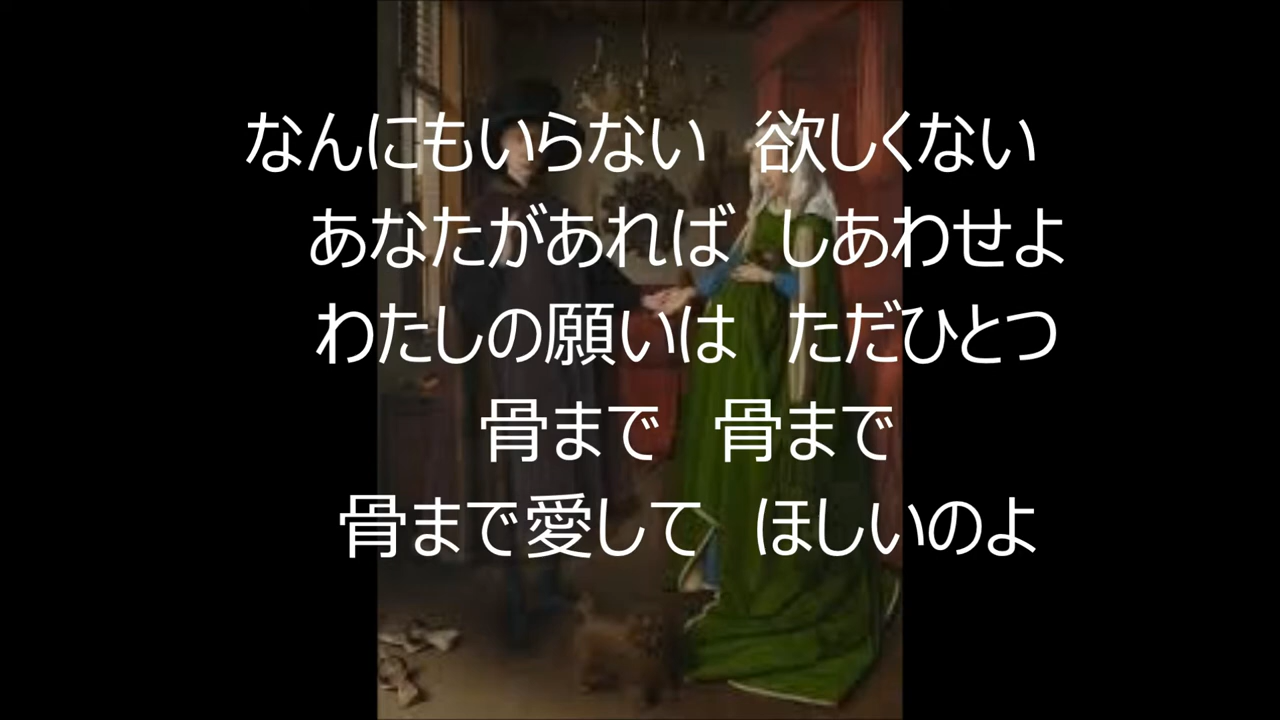 なんにもいらない　欲しくない
あなたがあれば　しあわせよ
わたしの願いは　ただひとつ
骨まで　骨まで
骨まで愛して　ほしいのよ